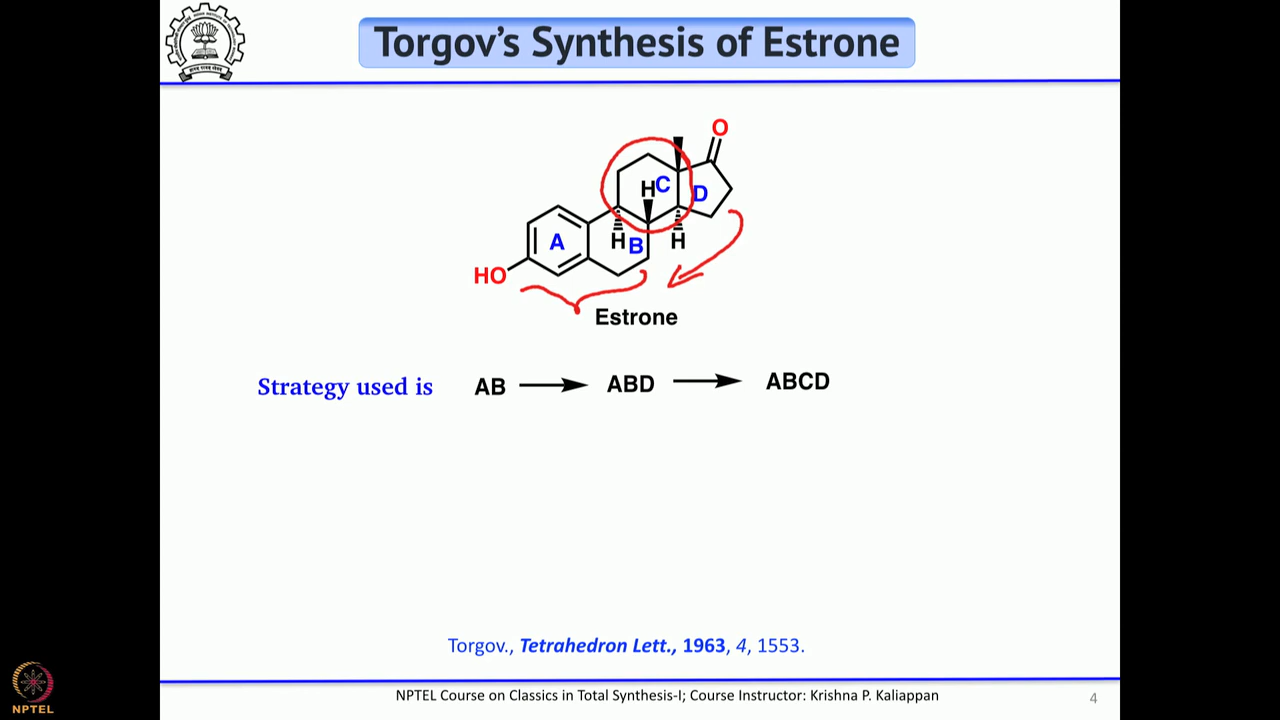 Torgov's Synthesis of Estrone
O
H C
D
A
H B H
HO
Estrone
Strategy used is AB → ABD → ABCD
Torgov., Tetrahedron Lett., 1963, 4, 1553.
NPTEL Course on Classics in Total Synthesis-I; Course Instructor: Krishna P. Kaliappan
4
NPTEL